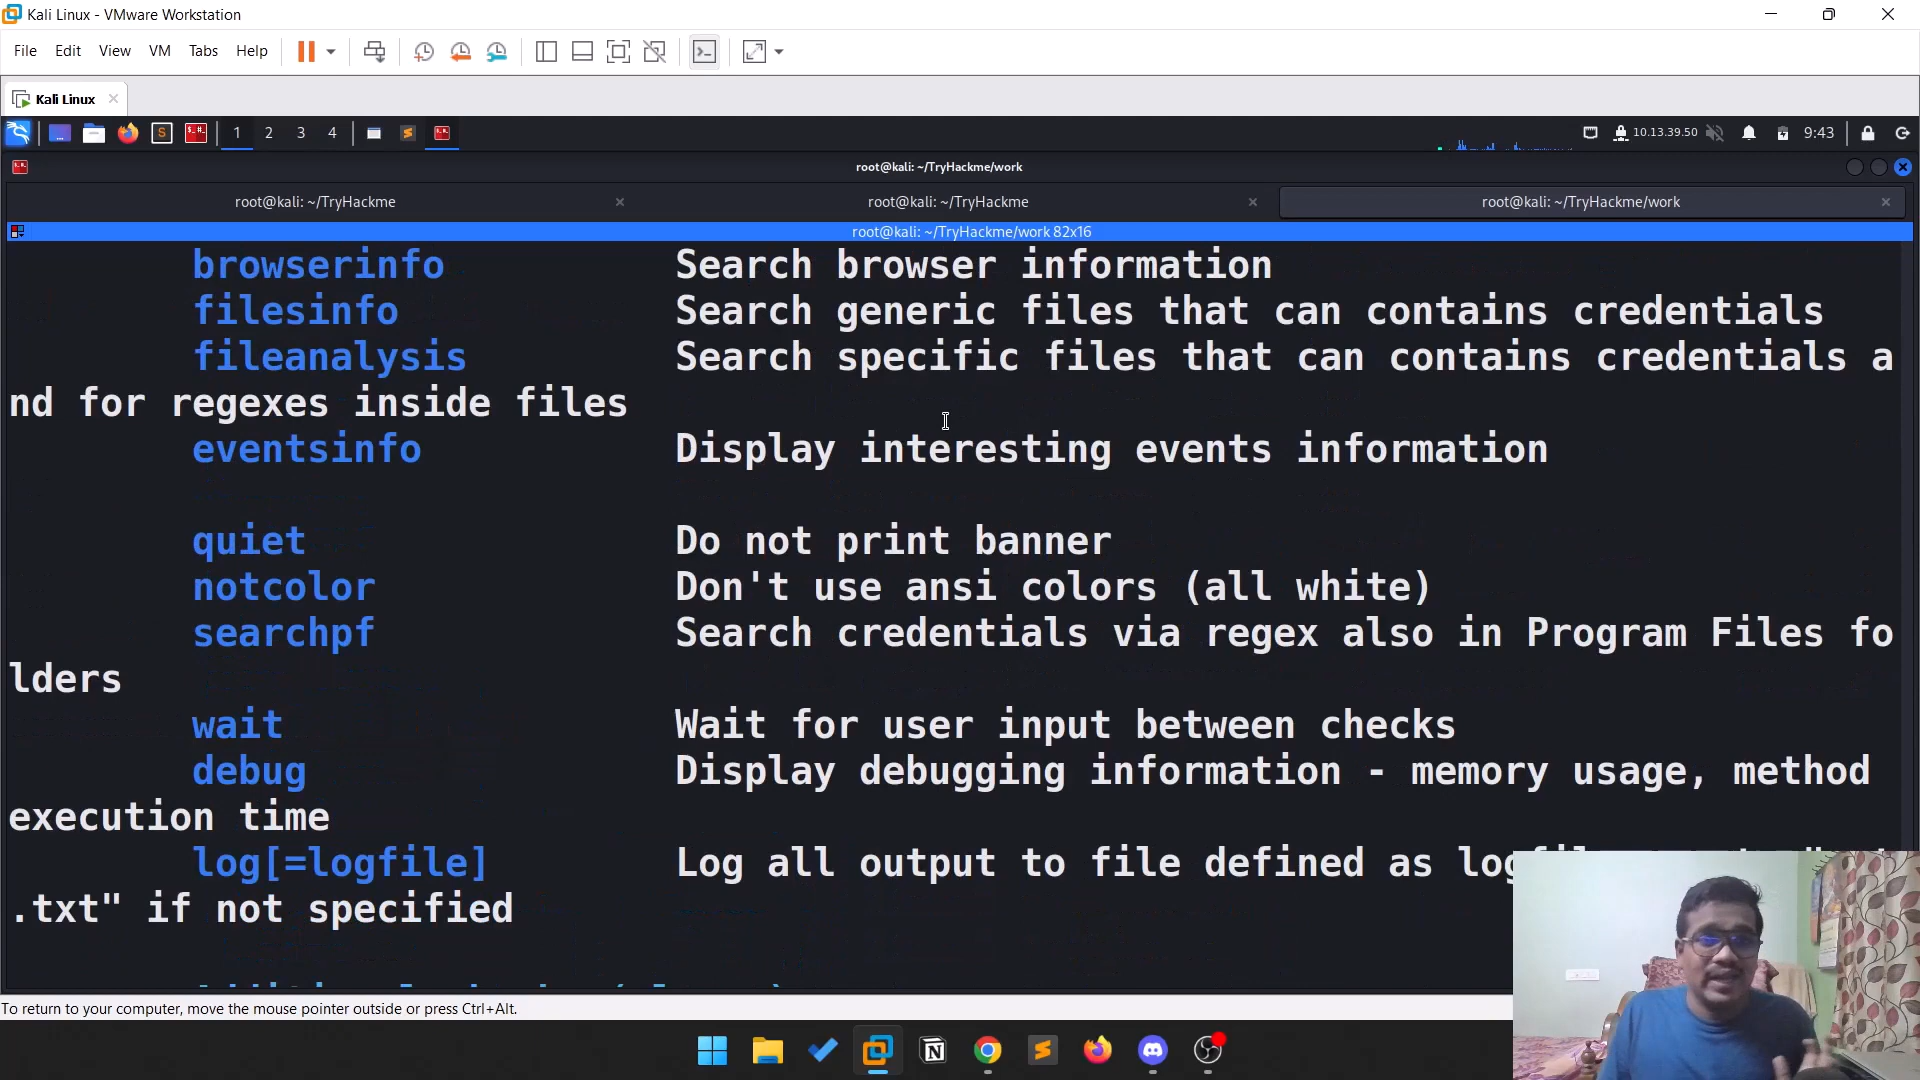 Kali Linux - VMware Workstation
File Edit View VM Tabs Help
Kali Linux
1 2 3 4
10.13.39.50
9:43
root@kali: ~/TryHackme/work
root@kali: ~/TryHackme
root@kali: ~/TryHackme
root@kali: ~/TryHackme/work
root@kali: ~/TryHackme/work 82x16
browserinfo Search browser information
filesinfo Search generic files that can contains credentials
fileanalysis Search specific files that can contains credentials a
nd for regexes inside files
eventsinfo Display interesting events information
quiet Do not print banner
notcolor Don't use ansi colors (all white)
searchpf Search credentials via regex also in Program Files fo
lders
wait Wait for user input between checks
debug Display debugging information - memory usage, method
execution time
log[=logfile] Log all output to file defined as
.txt" if not specified
To return to your computer, move the mouse pointer outside or press Ctrl+Alt.